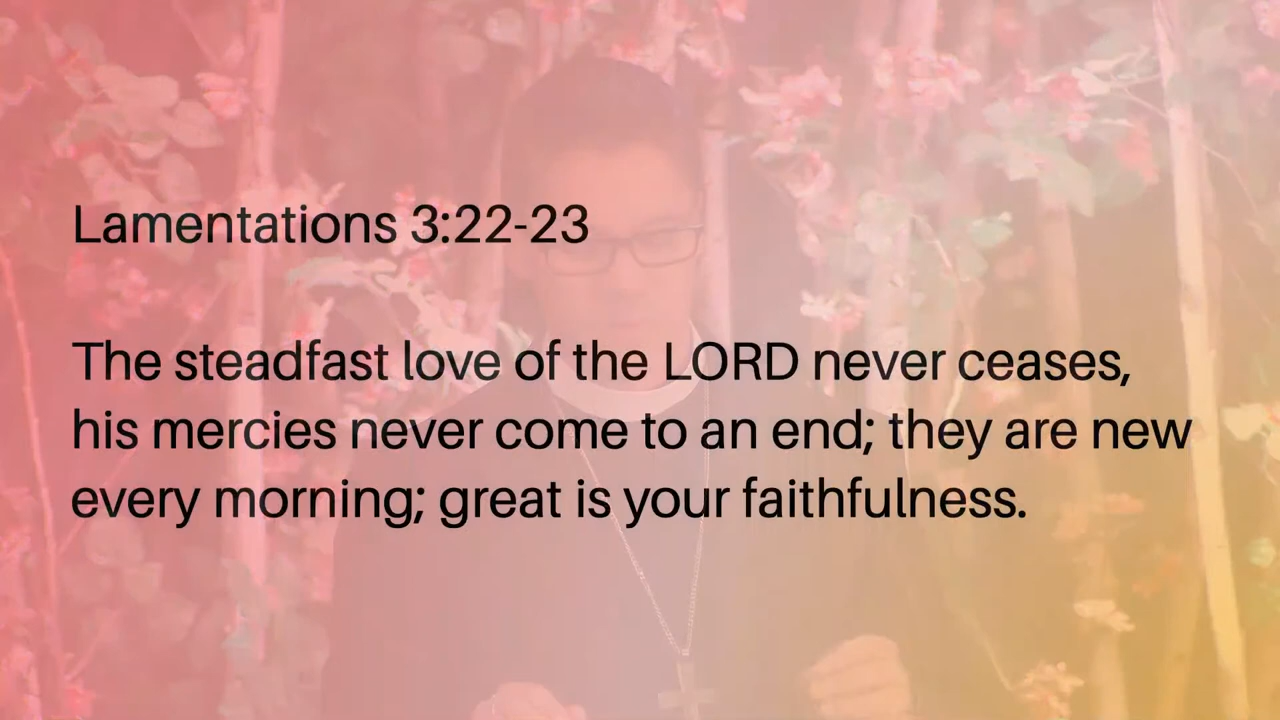 Lamentations 3:22-23
The steadfast love of the LORD never ceases,
his mercies never come to an end; they are new
every morning; great is your faithfulness.